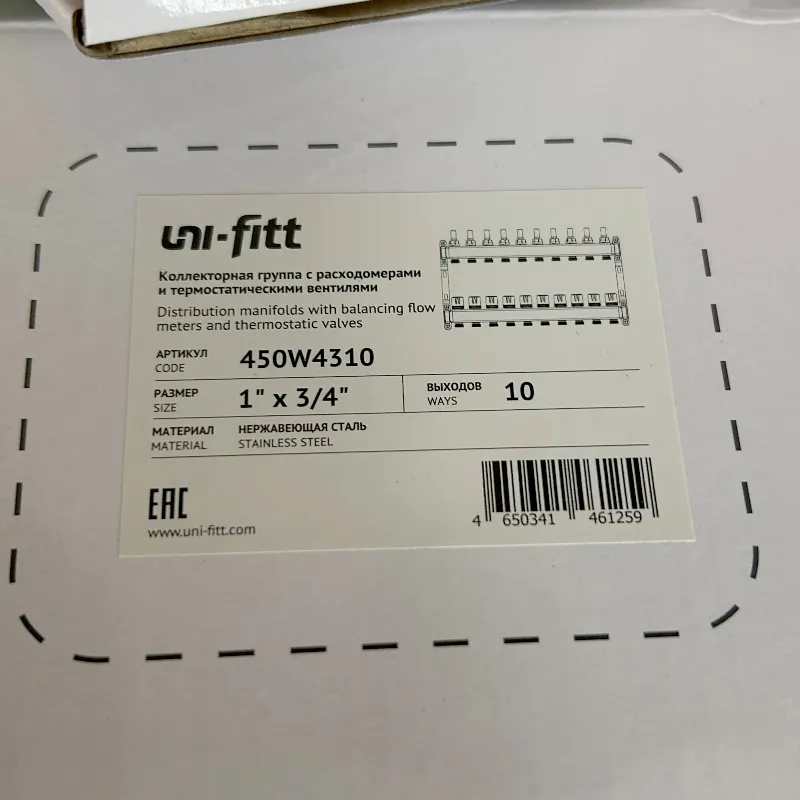 uni-fitt
Коллекторная группа с расходомерами
и термостатическими вентилями
Distribution manifolds with balancing flow
meters and thermostatic valves
АРТИКУЛ
CODE
450W4310
РАЗМЕР
SIZE
1" x 3/4"
ВЫХОДОВ
WAYS
10
МАТЕРИАЛ
MATERIAL
НЕРЖАВЕЮЩАЯ СТАЛЬ
STAINLESS STEEL
EAC
www.uni-fitt.com
4 650341 461259